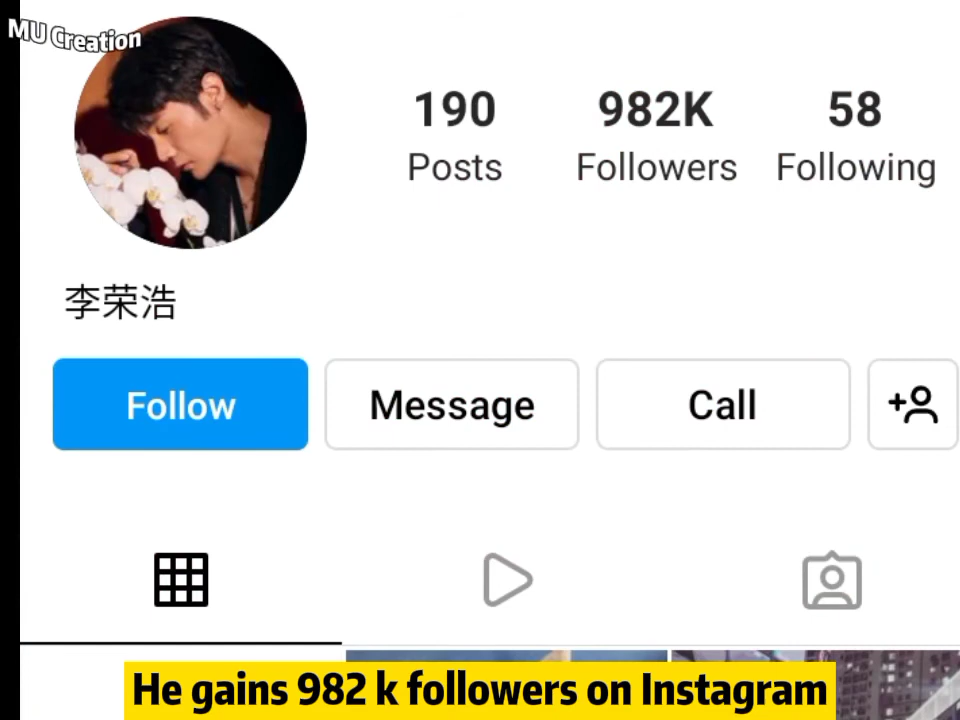 MU Creation
190 982K 58
Posts Followers Following
李荣浩
Follow Message Call
He gains 982 k followers on Instagram